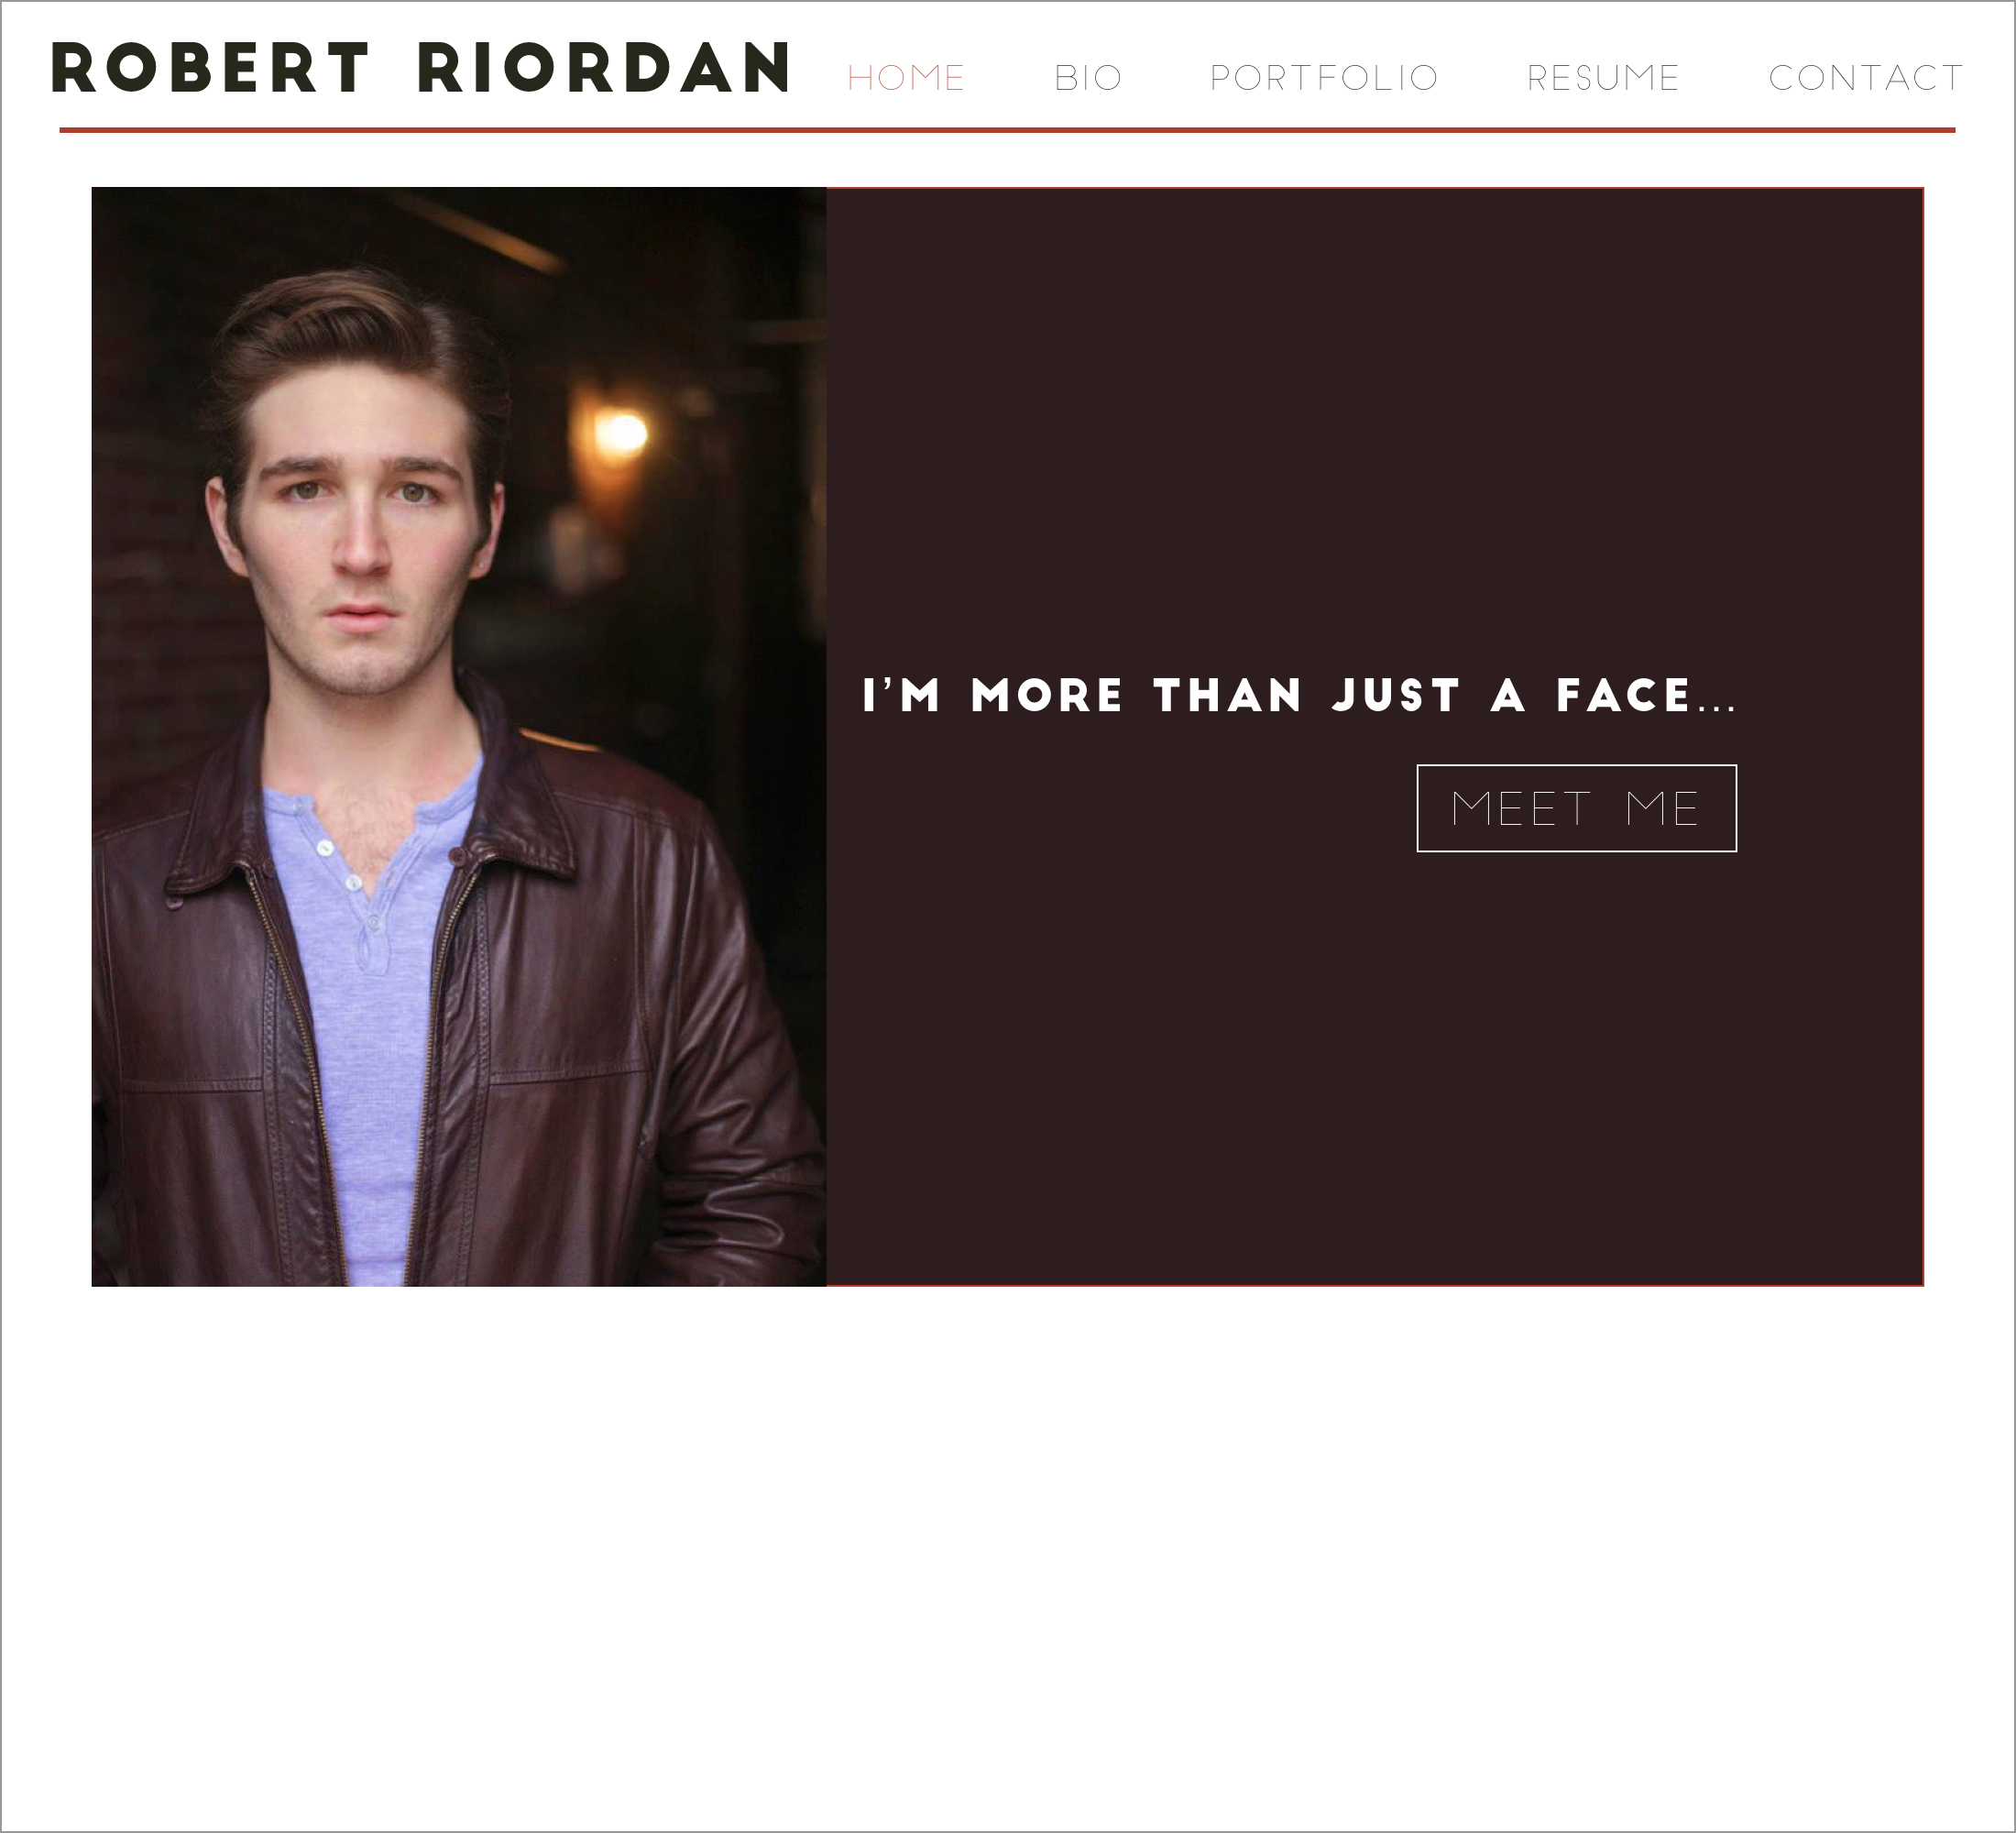 ROBERT RIORDAN HOME BIO PORTFOLIO RESUME CONTACT
I'M MORE THAN JUST A FACE...
MEET ME